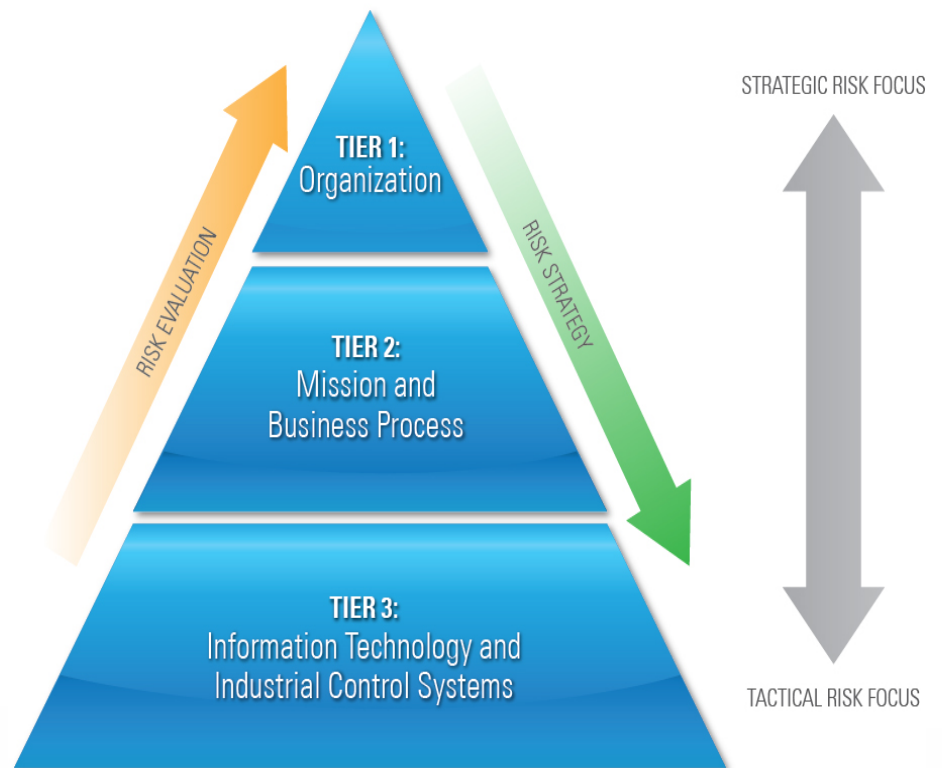 STRATEGIC RISK FOCUS
TIER 1:
Organization
RISK EVALUATION
RISK STRATEGY
TIER 2:
Mission and
Business Process
TIER 3:
Information Technology and
Industrial Control Systems
TACTICAL RISK FOCUS